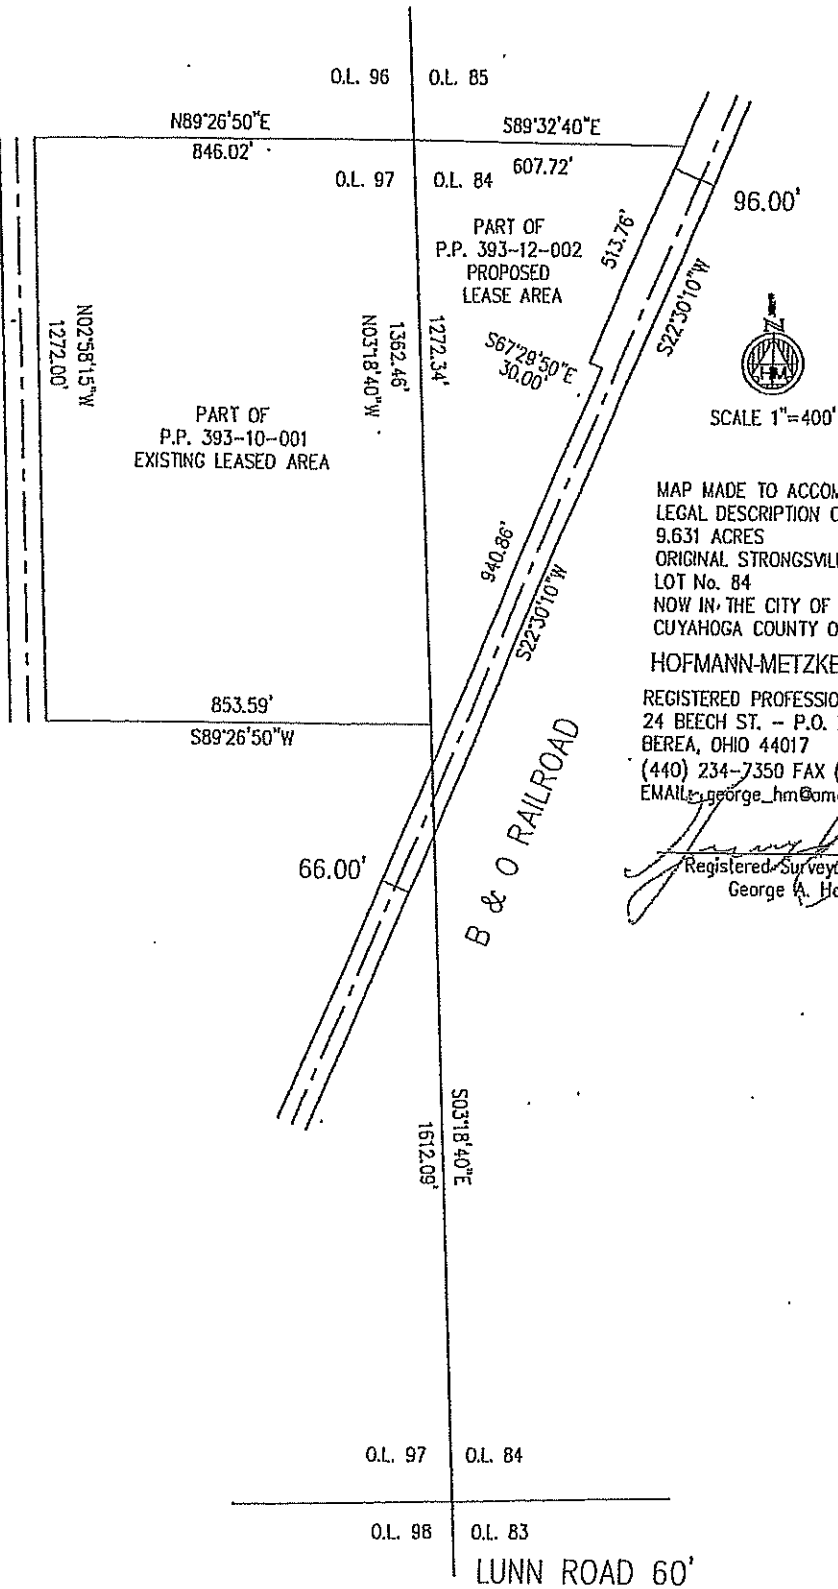 O.L. 96
O.L. 85
N89°26'50"E
846.02'
S89°32'40"E
607.72'
O.L. 97
O.L. 84
96.00'
PART OF
P.P. 393-12-002
PROPOSED
LEASE AREA
513.76'
S22°30'10"W
S67°29'50"E
30.00'
N02°58'15"W
1272.00'
N03°18'40"W
1362.46'
1272.34'
N
HM
SCALE 1"=400'
PART OF
P.P. 393-10-001
EXISTING LEASED AREA
940.86'
S22°30'10"W
MAP MADE TO ACCOM
LEGAL DESCRIPTION O
9.631 ACRES
ORIGINAL STRONGSVIL
LOT No. 84
NOW IN THE CITY OF
CUYAHOGA COUNTY O
HOFMANN-METZKE
REGISTERED PROFESSIO
24 BEECH ST. - P.O.
BEREA, OHIO 44017
(440) 234-7350 FAX (
EMAIL: george_hm@am
Registered Surveyo
George A. Ho
853.59'
S89°26'50"W
B & O RAILROAD
66.00'
S03°18'40"E
1612.09'
O.L. 97
O.L. 84
O.L. 98
O.L. 83
LUNN ROAD 60'